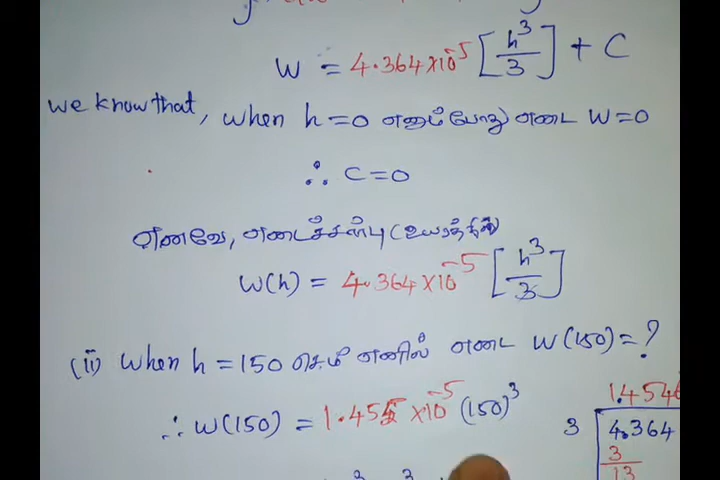 W = 4.364×10⁻⁵ [h³/3] + C
we know that, when h=0 எனும்போது எடை W=0
∴ C=0
எனவே, எடைச்சார்பு (உயரத்தில்)
W(h) = 4.364×10⁻⁵ [h³/3]
(ii) when h=150 செ.மீ எனில் எடை W(150)=?
∴ W(150) = 1.455×10⁻⁵ (150)³
1.454
3 4.364
3
13